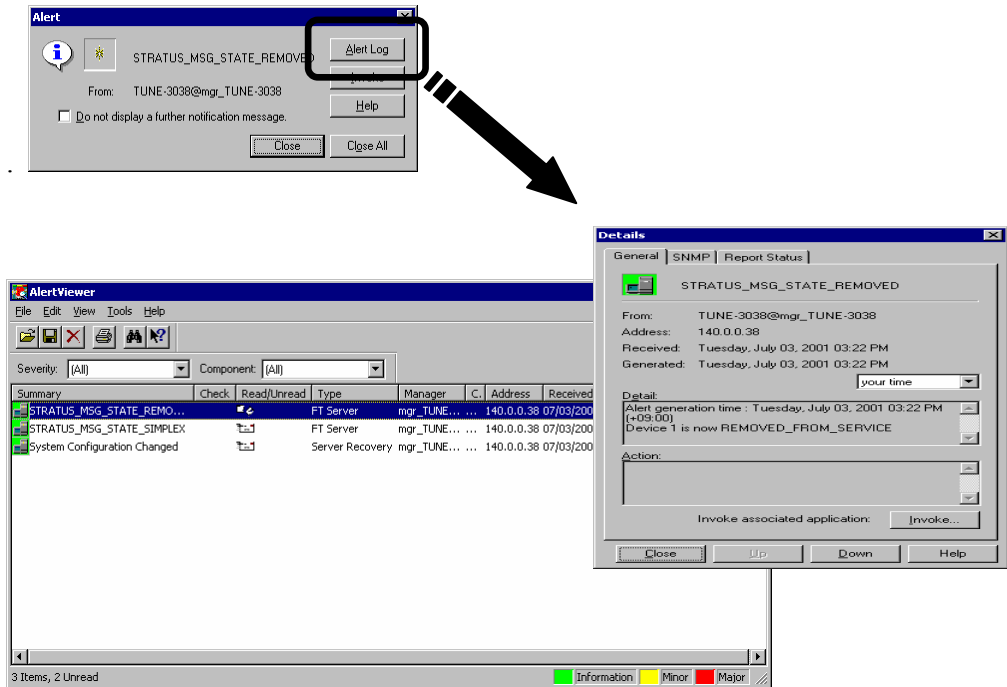 Alert
STRATUS_MSG_STATE_REMOVED
Alert Log
Invoke
From: TUNE-3038@mgr_TUNE-3038
Help
Do not display a further notification message.
Close
Close All
.
Details
General
SNMP
Report Status
STRATUS_MSG_STATE_REMOVED
From: TUNE-3038@mgr_TUNE-3038
Address: 140.0.0.38
Received: Tuesday, July 03, 2001 03:22 PM
Generated: Tuesday, July 03, 2001 03:22 PM
your time
Detail:
Alert generation time : Tuesday, July 03, 2001 03:22 PM
(+09:00)
Device 1 is now REMOVED_FROM_SERVICE
Action:
Invoke associated application:
Invoke...
Close
Up
Down
Help
AlertViewer
File Edit View Tools Help
Severity: (All) Component: (All)
Summary Check Read/Unread Type Manager C. Address Received
STRATUS_MSG_STATE_REMO... FT Server mgr_TUNE... ... 140.0.0.38 07/03/200
STRATUS_MSG_STATE_SIMPLEX FT Server mgr_TUNE... ... 140.0.0.38 07/03/200
System Configuration Changed Server Recovery mgr_TUNE... ... 140.0.0.38 07/03/200
3 Items, 2 Unread
Information Minor Major